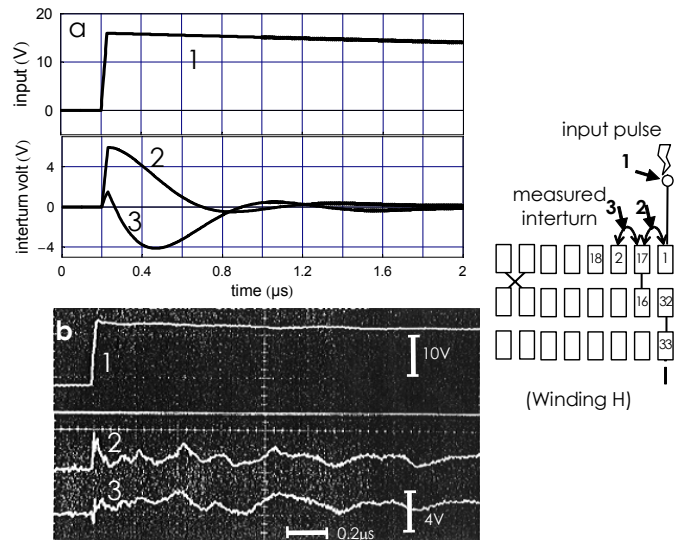 a
input (V)
20
10
0
1
interturn volt (V)
4
0
−4
2
3
0
0.4
0.8
1.2
1.6
2
time (µs)
b
1
10V
2
3
4V
0.2µs
input pulse
1
measured
interturn
3
2
18
2
17
1
16
32
33
(Winding H)